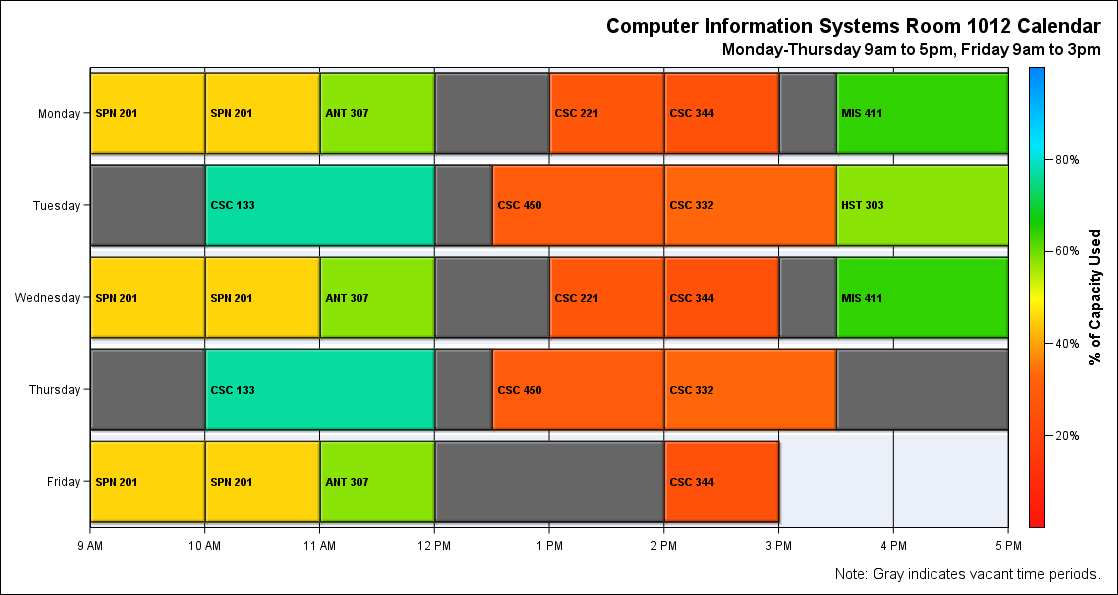 Computer Information Systems Room 1012 Calendar
Monday-Thursday 9am to 5pm, Friday 9am to 3pm
Monday
SPN 201
SPN 201
ANT 307
CSC 221
CSC 344
MIS 411
Tuesday
CSC 133
CSC 450
CSC 332
HST 303
Wednesday
SPN 201
SPN 201
ANT 307
CSC 221
CSC 344
MIS 411
Thursday
CSC 133
CSC 450
CSC 332
Friday
SPN 201
SPN 201
ANT 307
CSC 344
9 AM
10 AM
11 AM
12 PM
1 PM
2 PM
3 PM
4 PM
5 PM
80%
60%
40%
20%
% of Capacity Used
Note: Gray indicates vacant time periods.